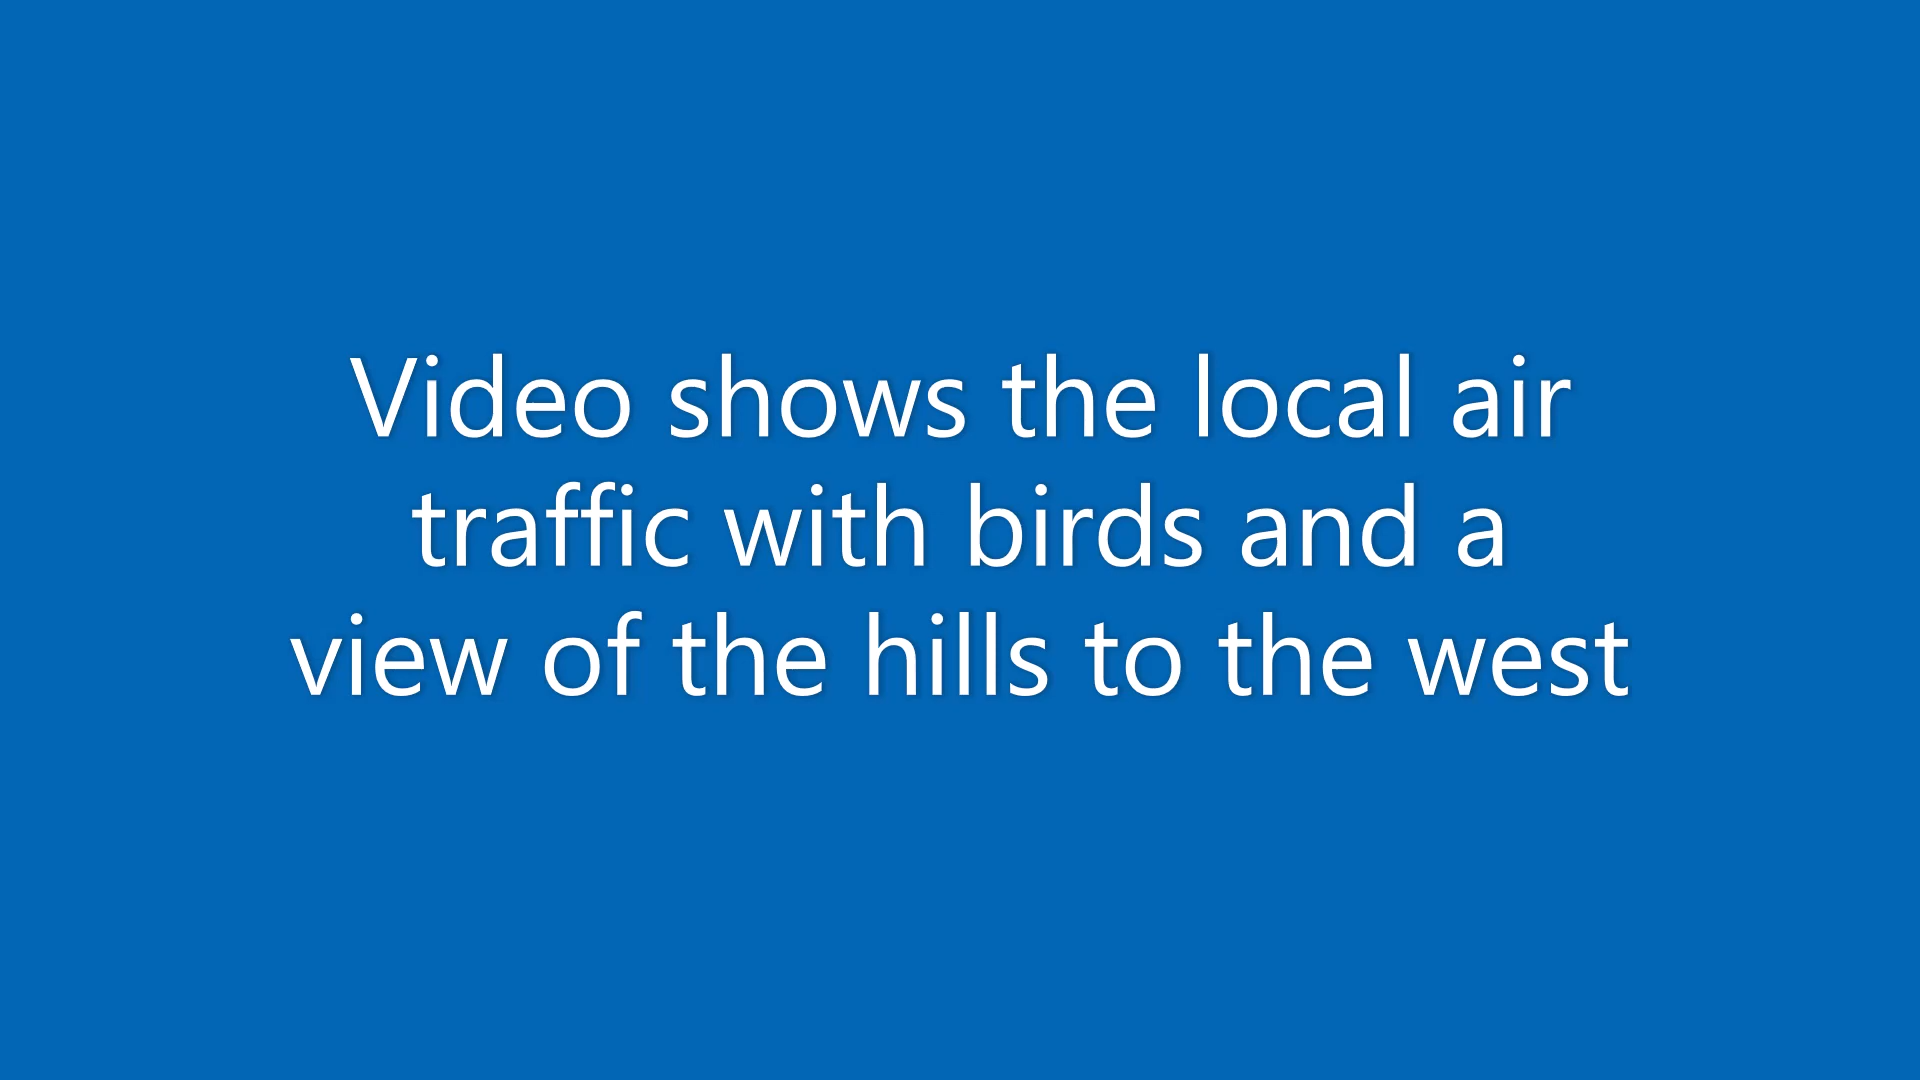 Video shows the local air
traffic with birds and a
view of the hills to the west